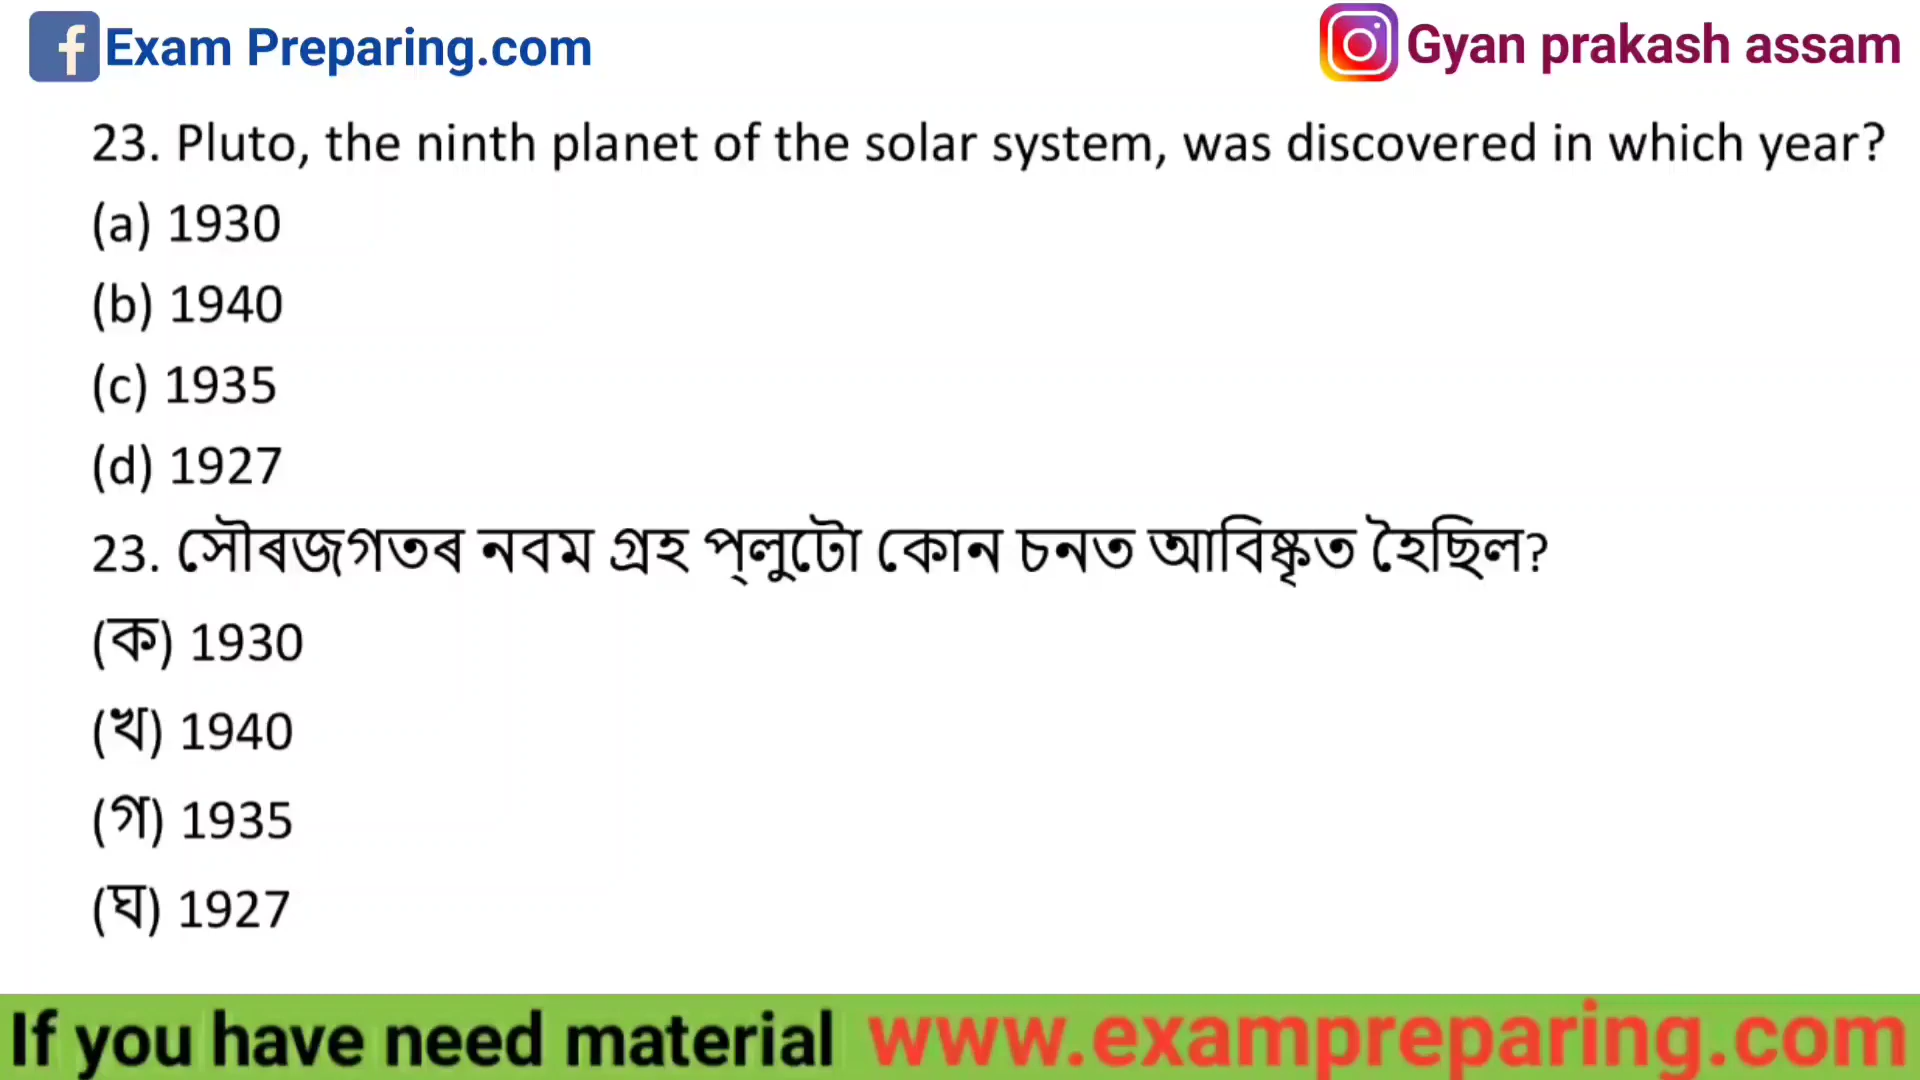 Exam Preparing.com
Gyan prakash assam
23. Pluto, the ninth planet of the solar system, was discovered in which year?
(a) 1930
(b) 1940
(c) 1935
(d) 1927
23. সৌৰজগতৰ নবম গ্ৰহ প্লুটো কোন চনত আবিষ্কৃত হৈছিল?
(ক) 1930
(খ) 1940
(গ) 1935
(ঘ) 1927
If you have need material www.exampreparing.com